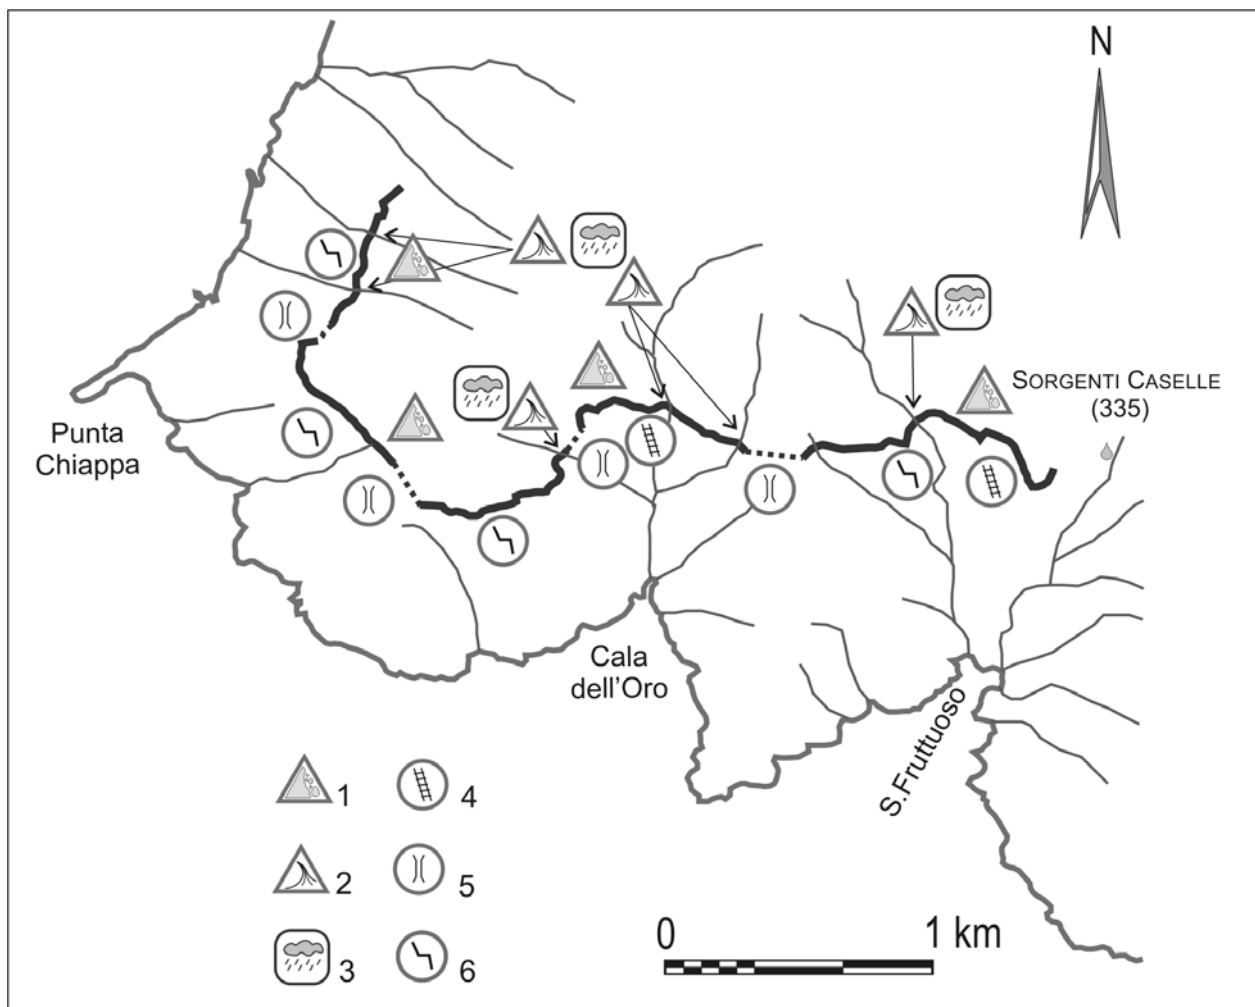 N
SORGENTI CASELLE
(335)
Punta
Chiappa
Cala
dell'Oro
S.Fruttuoso
1
4
2
5
3
6
0
1 km